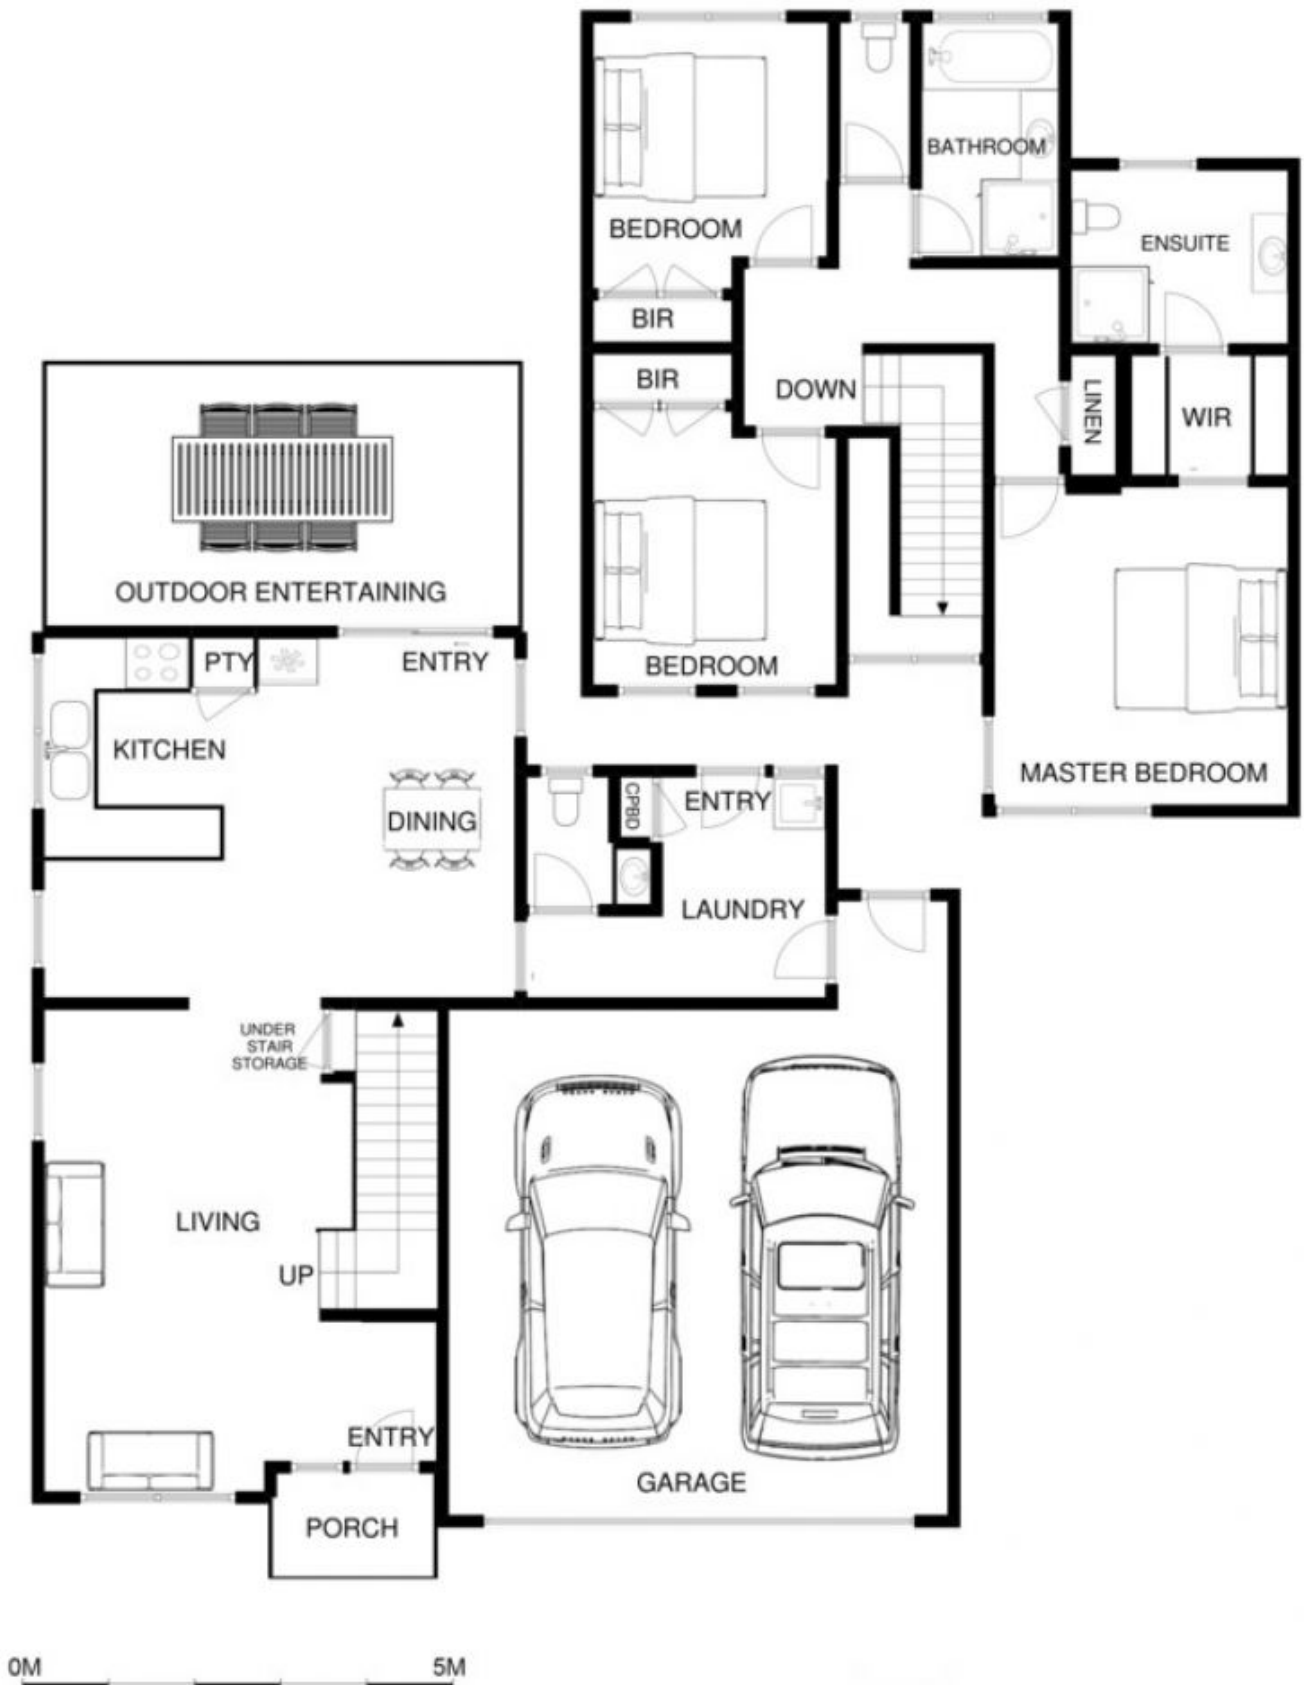 BATHROOM
BEDROOM
ENSUITE
BIR
BIR
DOWN
LINEN
WIR
OUTDOOR ENTERTAINING
PTY
ENTRY
BEDROOM
KITCHEN
MASTER BEDROOM
DINING
CPBD
ENTRY
LAUNDRY
UNDER
STAIR
STORAGE
LIVING
UP
ENTRY
GARAGE
PORCH
0M
5M